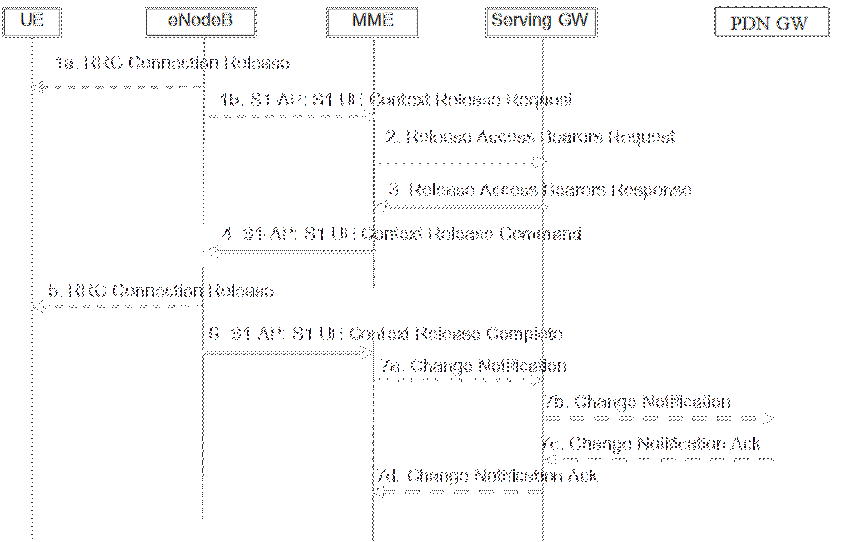 UE eNodeB MME Serving GW PDN GW
1a. RRC Connection Release
1b. S1-AP: S1 UE Context Release Request
2. Release Access Bearers Request
3. Release Access Bearers Response
4. S1-AP: S1 UE Context Release Command
5. RRC Connection Release
6. S1-AP: S1 UE Context Release Complete
7a. Change Notification
7b. Change Notification
7c. Change Notification Ack
7d. Change Notification Ack